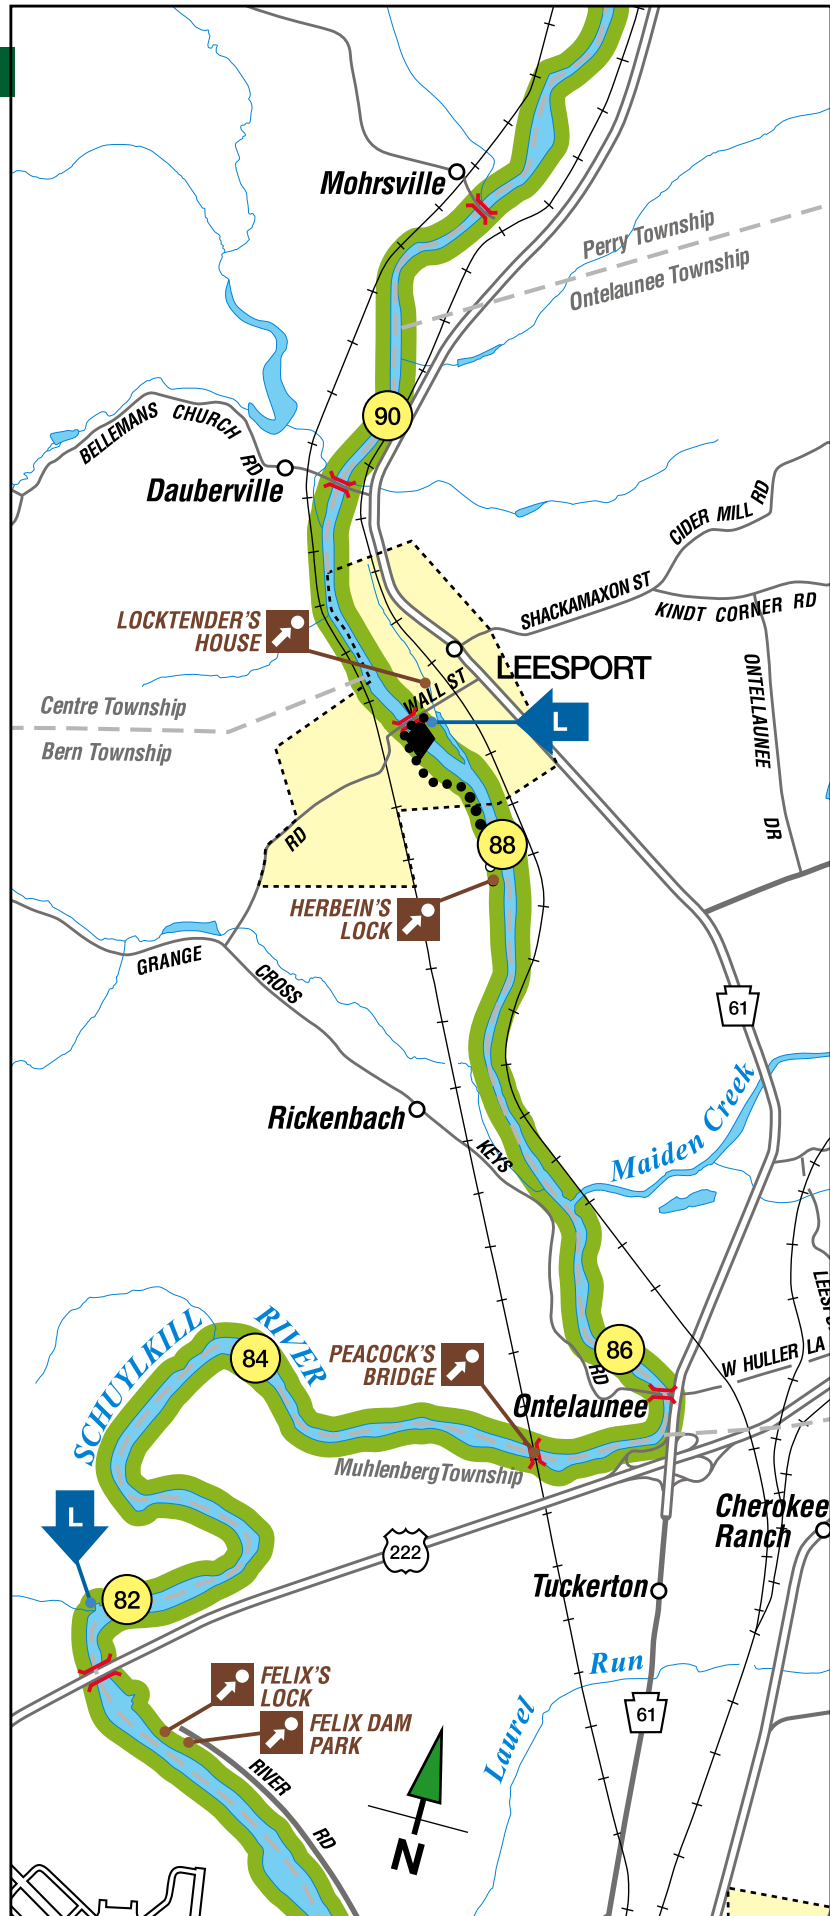 Mohrsville
Perry Township
Ontelaunee Township
90
BELLEMANS CHURCH RD
Dauberville
CIDER MILL RD
SHACKAMAXON ST
KINDT CORNER RD
LOCKTENDER'S
HOUSE
LEESPORT
WALL ST
ONTELLAUNEE DR
Centre Township
Bern Township
L
RD
88
HERBEIN'S
LOCK
GRANGE
CROSS
61
Maiden Creek
Rickenbach
KEYS
SCHUYLKILL RIVER
84
PEACOCK'S
BRIDGE
86
RD
W HULLER LA
Ontelaunee
Muhlenberg Township
L
222
Cherokee
Ranch
82
Tuckerton
Laurel Run
FELIX'S
LOCK
61
FELIX DAM
PARK
RIVER RD
N